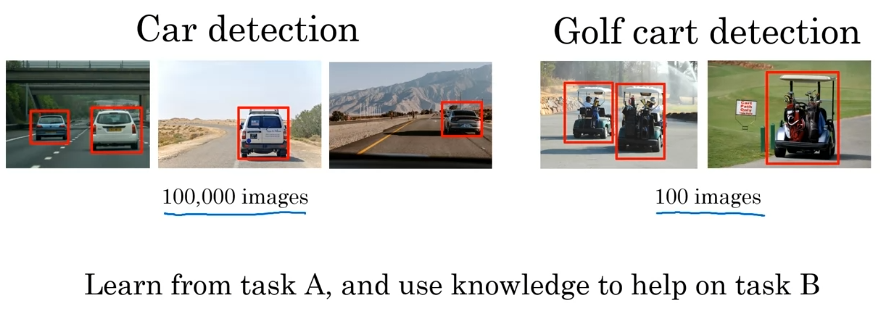 Car detection
Golf cart detection
100,000 images
100 images
Learn from task A, and use knowledge to help on task B